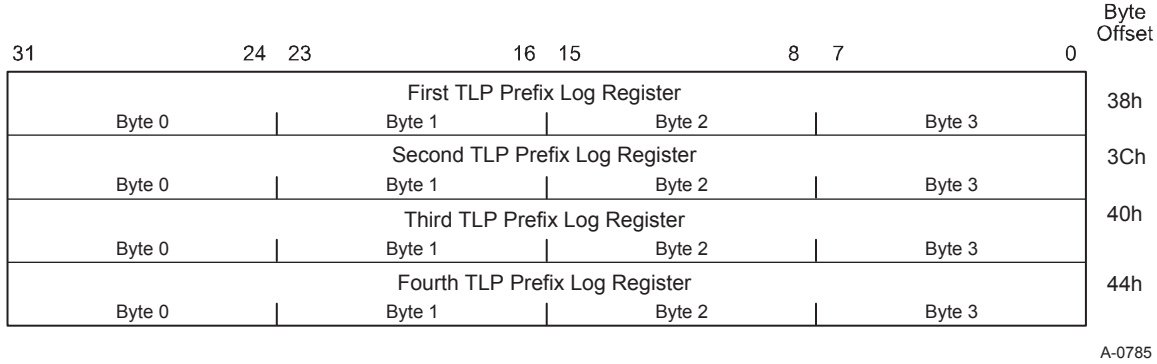 Byte
Offset
31 24 23 16 15 8 7 0
First TLP Prefix Log Register
38h
Byte 0 Byte 1 Byte 2 Byte 3
Second TLP Prefix Log Register
3Ch
Byte 0 Byte 1 Byte 2 Byte 3
Third TLP Prefix Log Register
40h
Byte 0 Byte 1 Byte 2 Byte 3
Fourth TLP Prefix Log Register
44h
Byte 0 Byte 1 Byte 2 Byte 3
A-0785